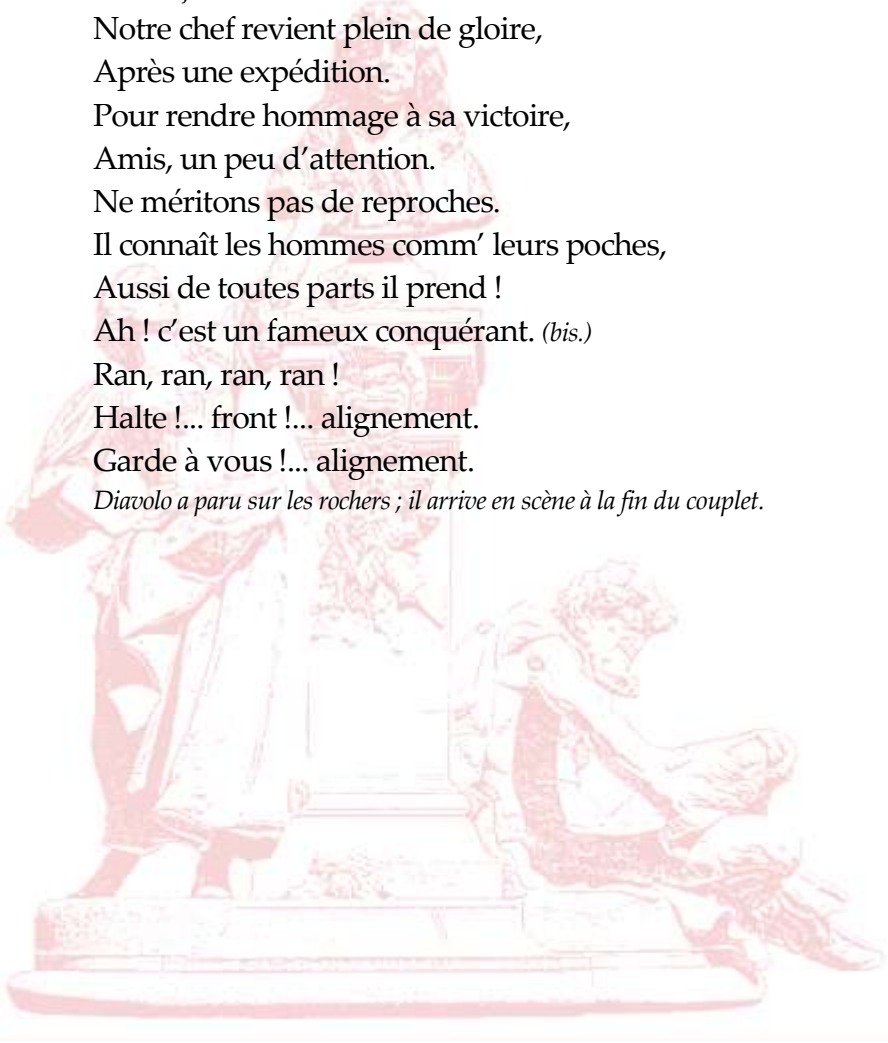 Notre chef revient plein de gloire,
Après une expédition.
Pour rendre hommage à sa victoire,
Amis, un peu d’attention.
Ne méritons pas de reproches.
Il connaît les hommes comm’ leurs poches,
Aussi de toutes parts il prend !
Ah ! c’est un fameux conquérant. (bis.)
Ran, ran, ran, ran !
Halte !... front !... alignement.
Garde à vous !... alignement.
Diavolo a paru sur les rochers ; il arrive en scène à la fin du couplet.